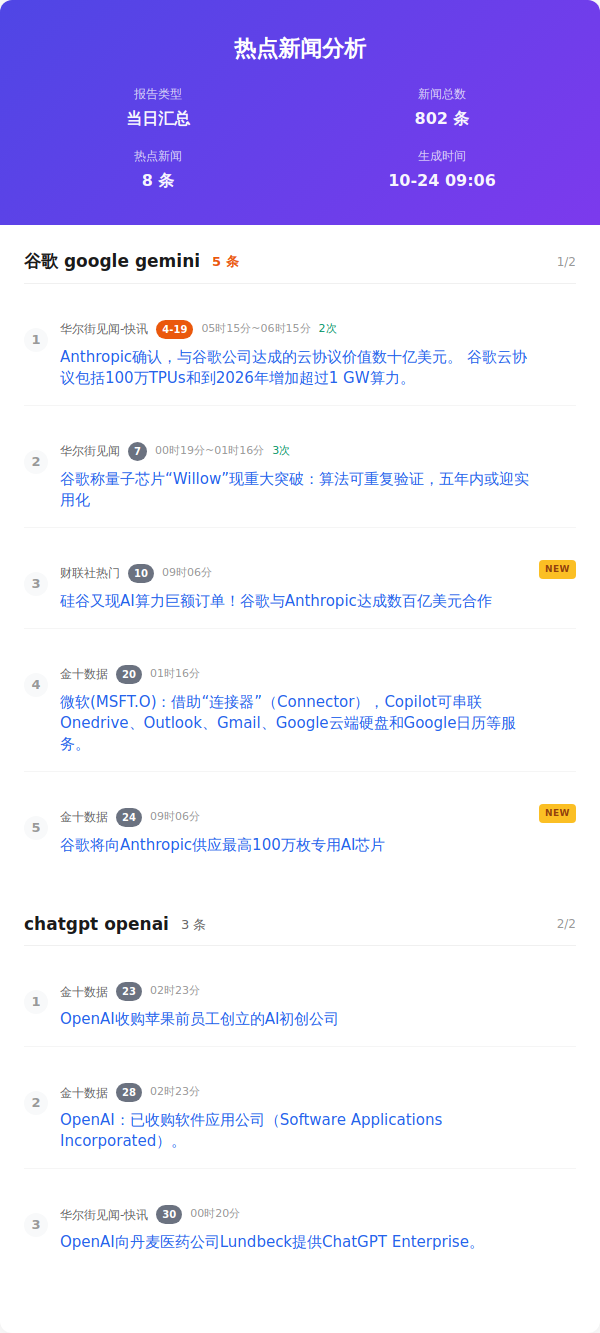 热点新闻分析
报告类型
新闻总数
当日汇总
802 条
热点新闻
生成时间
8 条
10-24 09:06
谷歌 google gemini 5 条 1/2
1
华尔街见闻-快讯 4-19 05时15分~06时15分 2次
Anthropic确认，与谷歌公司达成的云协议价值数十亿美元。 谷歌云协
议包括100万TPUs和到2026年增加超过1 GW算力。
2
华尔街见闻 7 00时19分~01时16分 3次
谷歌称量子芯片“Willow”现重大突破：算法可重复验证，五年内或迎实
用化
3
财联社热门 10 09时06分 NEW
硅谷又现AI算力巨额订单！谷歌与Anthropic达成数百亿美元合作
4
金十数据 20 01时16分
微软(MSFT.O)：借助“连接器”（Connector），Copilot可串联
Onedrive、Outlook、Gmail、Google云端硬盘和Google日历等服
务。
5
金十数据 24 09时06分 NEW
谷歌将向Anthropic供应最高100万枚专用AI芯片
chatgpt openai 3 条 2/2
1
金十数据 23 02时23分
OpenAI收购苹果前员工创立的AI初创公司
2
金十数据 28 02时23分
OpenAI：已收购软件应用公司（Software Applications
Incorporated）。
3
华尔街见闻-快讯 30 00时20分
OpenAI向丹麦医药公司Lundbeck提供ChatGPT Enterprise。